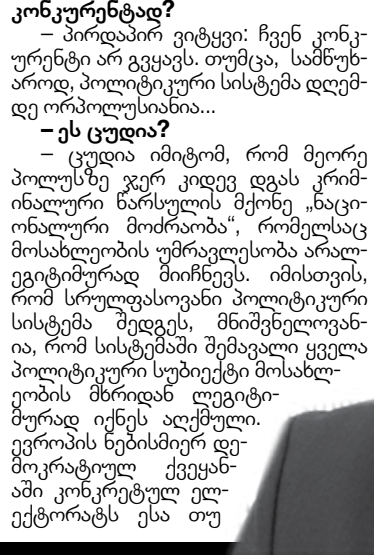 კონკურენტად?
– პირდაპირ ვიტყვი: ჩვენ კონკ-
ურენტი არ გვყავს. თუმცა, სამწუხ-
აროდ, პოლიტიკური სისტემა დღემ-
დე ორპოლუსიანია...
– ეს ცუდია?
– ცუდია იმიტომ, რომ მეორე
პოლუსზე ჯერ კიდევ დგას კრიმ-
ინალური წარსულის მქონე „ნაცი-
ონალური მოძრაობა“, რომელსაც
მოსახლეობის უმრავლესობა არალ-
ეგიტიმურად მიიჩნევს. იმისთვის,
რომ სრულფასოვანი პოლიტიკური
სისტემა შედგეს, მნიშვნელოვან-
ია, რომ სისტემაში შემავალი ყველა
პოლიტიკური სუბიექტი მოსახლ-
ეობის მხრიდან ლეგიტი-
მურად იქნეს აღქმული.
ევროპის ნებისმიერ დე-
მოკრატიულ ქვეყან-
აში კონკრეტულ ელ-
ექტორატს ესა თუ